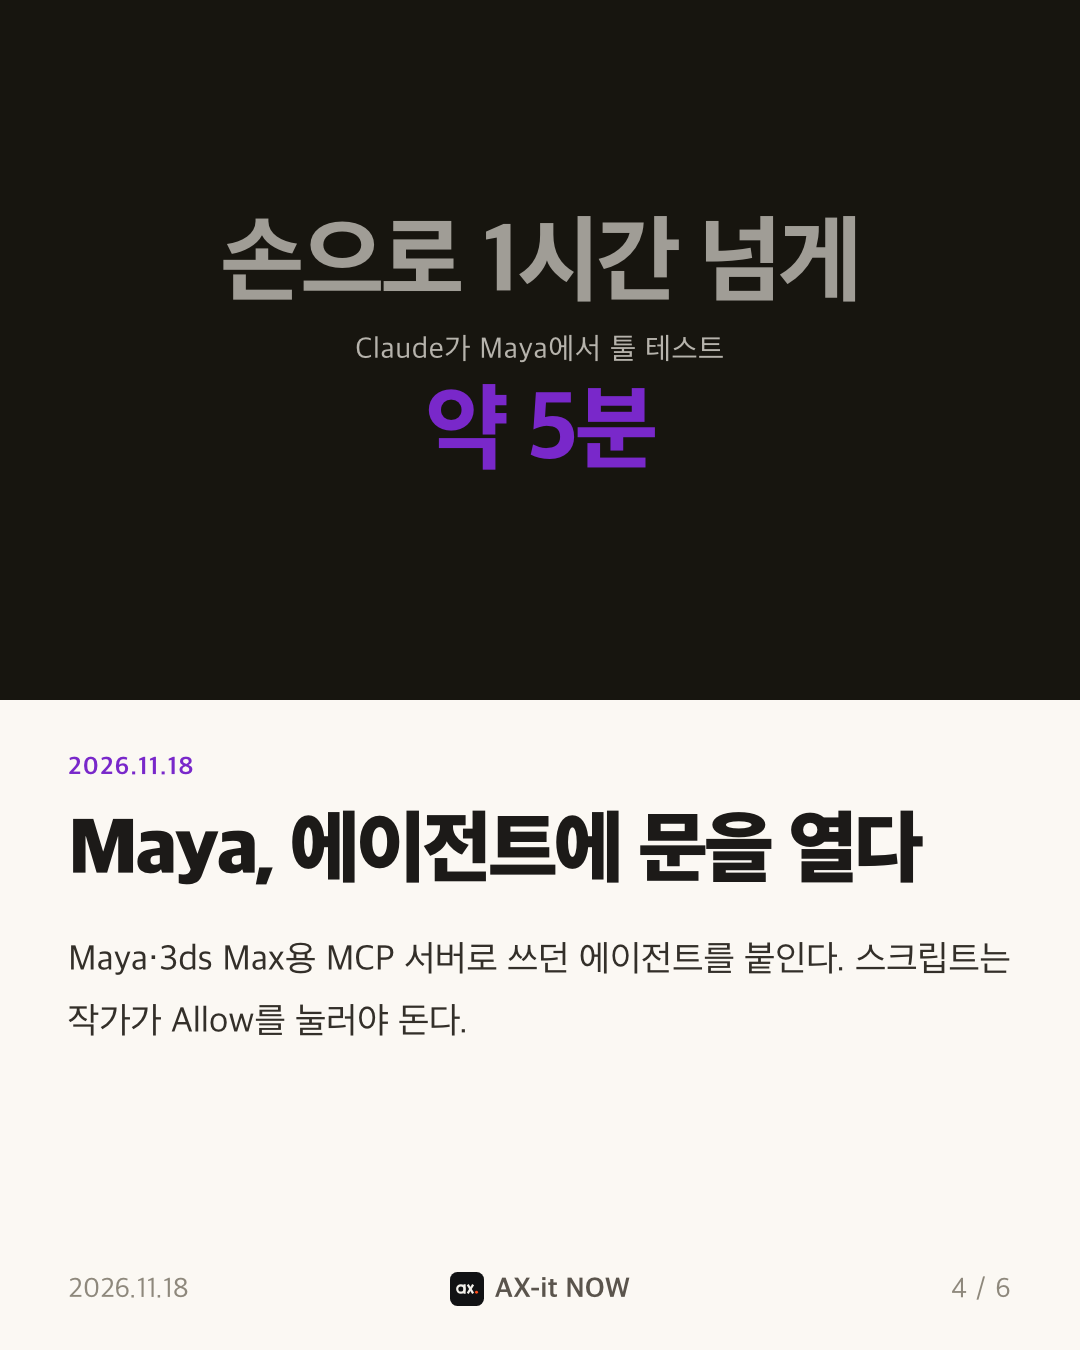 손으로 1시간 넘게
Claude가 Maya에서 툴 테스트
약 5분
2026.11.18
Maya, 에이전트에 문을 열다
Maya·3ds Max용 MCP 서버로 쓰던 에이전트를 붙인다. 스크립트는
작가가 Allow를 눌러야 돈다.
2026.11.18
ax. AX-it NOW
4 / 6